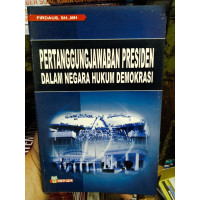 FIRDAUS, SH.,MH
PERTANGGUNGJAWABAN PRESIDEN
DALAM NEGARA HUKUM DEMOKRASI